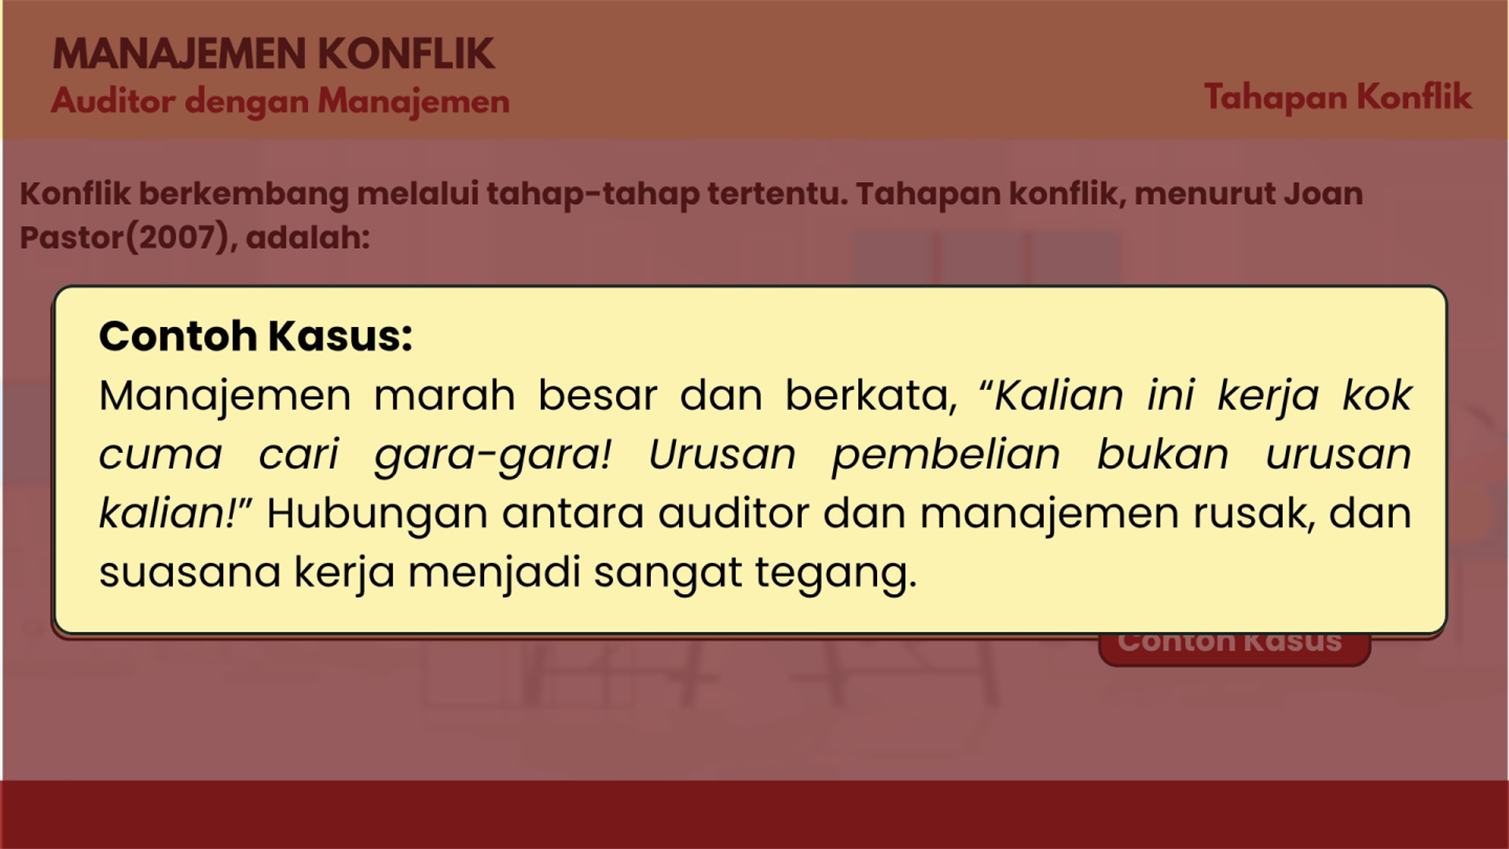 MANAJEMEN KONFLIK
Auditor dengan Manajemen
Tahapan Konflik
Konflik berkembang melalui tahap-tahap tertentu. Tahapan konflik, menurut Joan
Pastor(2007), adalah:
Contoh Kasus:
Manajemen marah besar dan berkata, “Kalian ini kerja kok
cuma cari gara-gara! Urusan pembelian bukan urusan
kalian!” Hubungan antara auditor dan manajemen rusak, dan
suasana kerja menjadi sangat tegang.
Contoh Kasus